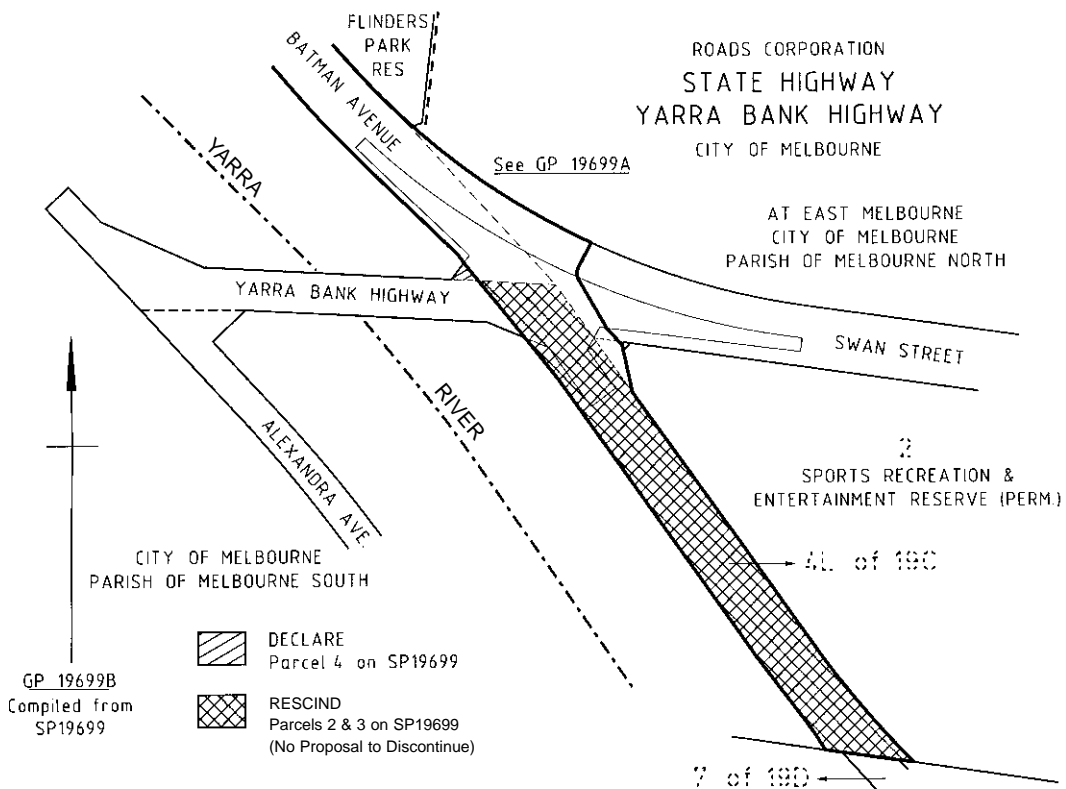 FLINDERS
PARK
RES
BATMAN AVENUE
ROADS CORPORATION
STATE HIGHWAY
YARRA BANK HIGHWAY
CITY OF MELBOURNE
See GP 19699A
AT EAST MELBOURNE
CITY OF MELBOURNE
PARISH OF MELBOURNE NORTH
YARRA
RIVER
YARRA BANK HIGHWAY
SWAN STREET
ALEXANDRA AVE.
2
SPORTS RECREATION &
ENTERTAINMENT RESERVE (PERM.)
4L of 19C
CITY OF MELBOURNE
PARISH OF MELBOURNE SOUTH
DECLARE
Parcel 4 on SP19699
RESCIND
Parcels 2 & 3 on SP19699
(No Proposal to Discontinue)
GP 19699B
Compiled from
SP19699
7 of 19D